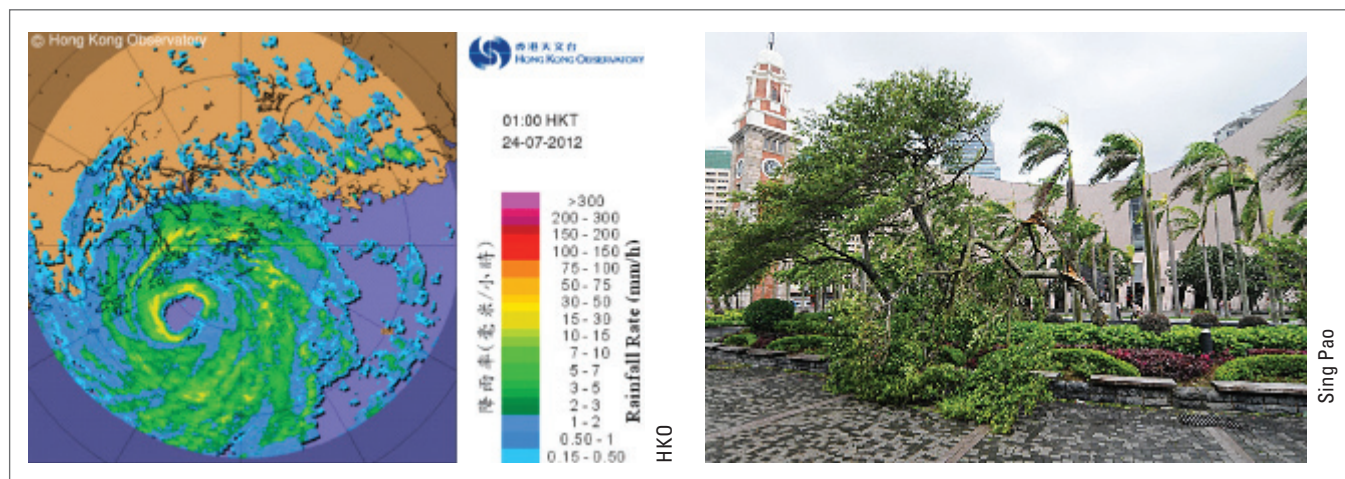 © Hong Kong Observatory
香港天文台
HONG KONG OBSERVATORY
01:00 HKT
24-07-2012
降雨率(毫米/小時)
>300
200 - 300
150 - 200
100 - 150
75 - 100
50 - 75
30 - 50
15 - 30
10 - 15
7 - 10
5 - 7
3 - 5
2 - 3
1 - 2
0.50 - 1
0.15 - 0.50
Rainfall Rate (mm/hr)
HKO
Sing Pao